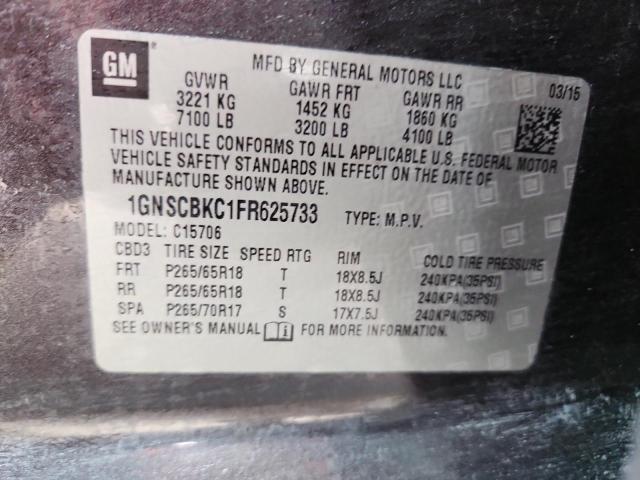 GM
MFD BY GENERAL MOTORS LLC
03/15
GVWR GAWR FRT GAWR RR
3221 KG 1452 KG 1860 KG
7100 LB 3200 LB 4100 LB
THIS VEHICLE CONFORMS TO ALL APPLICABLE U.S. FEDERAL MOTOR
VEHICLE SAFETY STANDARDS IN EFFECT ON THE DATE OF
MANUFACTURE SHOWN ABOVE.
1GNSCBKC1FR625733 TYPE: M.P.V.
MODEL: C15706
CBD3 TIRE SIZE SPEED RTG RIM COLD TIRE PRESSURE
FRT P265/65R18 T 18X8.5J 240KPA(35PSI)
RR P265/65R18 T 18X8.5J 240KPA(35PSI)
SPA P265/70R17 S 17X7.5J 240KPA(35PSI)
SEE OWNER'S MANUAL i FOR MORE INFORMATION.